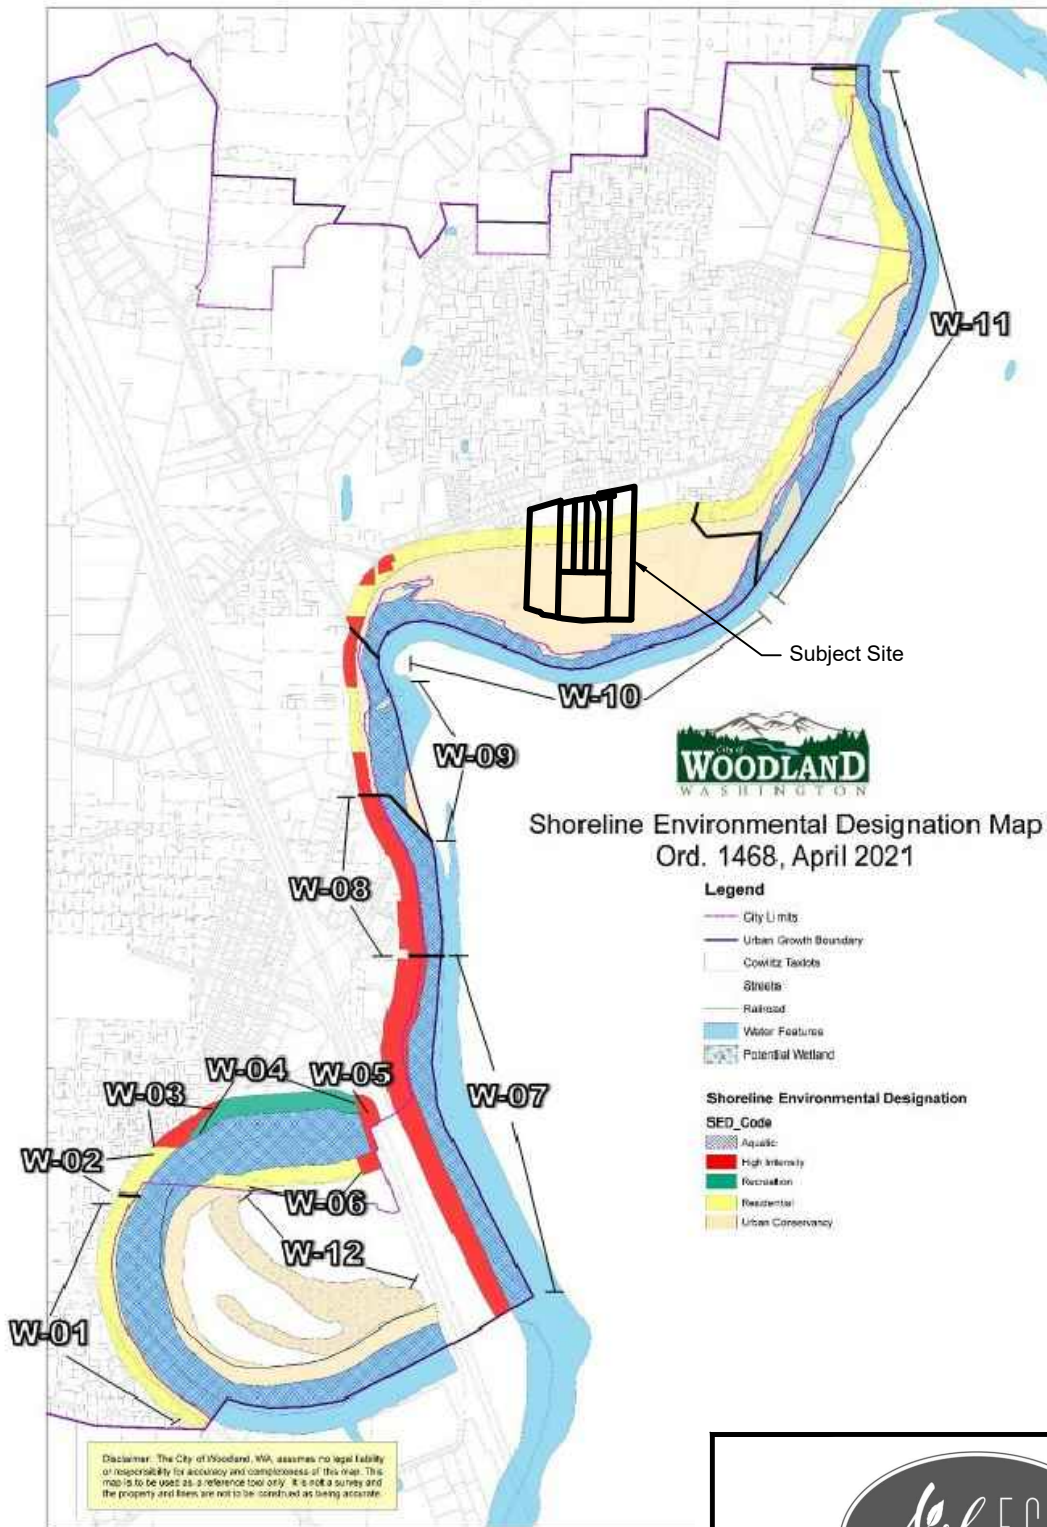 W-11
Subject Site
W-10
W-09
City of
WOODLAND
WASHINGTON
Shoreline Environmental Designation Map
Ord. 1468, April 2021
W-08
Legend
City Limits
Urban Growth Boundary
Cowlitz Taxlots
Streets
Railroad
Water Features
Potential Wetland
Shoreline Environmental Designation
SED_Code
Aquatic
High Intensity
Recreation
Residential
Urban Conservancy
W-04
W-05
W-03
W-07
W-02
W-06
W-12
W-01
Disclaimer: The City of Woodland, WA, assumes no legal liability
or responsibility for accuracy and completeness of this map. This
map is to be used as a reference tool only. It is not a survey and
the property and lines are not to be construed as being accurate.